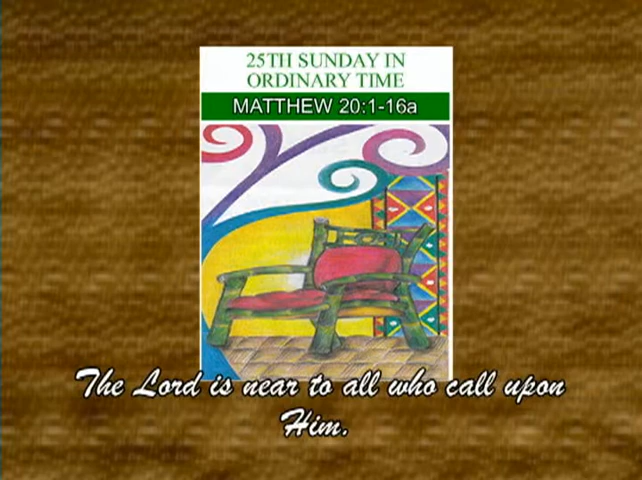 25TH SUNDAY IN
ORDINARY TIME
MATTHEW 20:1-16a
The Lord is near to all who call upon
Him.